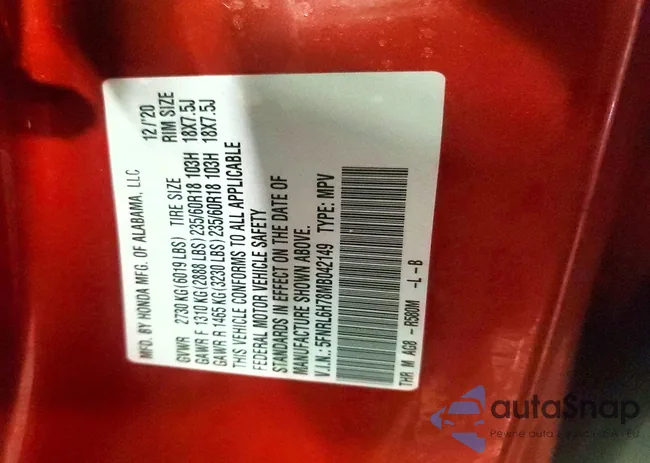 MFD. BY HONDA MFG. OF ALABAMA, LLC 12/'20
GVWR 2730 KG(6019 LBS) TIRE SIZE RIM SIZE
GAWR F 1310 KG(2888 LBS) 235/60R18 103H 18X7.5J
GAWR R 1465 KG(3230 LBS) 235/60R18 103H 18X7.5J
THIS VEHICLE CONFORMS TO ALL APPLICABLE
FEDERAL MOTOR VEHICLE SAFETY
STANDARDS IN EFFECT ON THE DATE OF
MANUFACTURE SHOWN ABOVE.
V.I.N.: 5FNRL6H78MB042149 TYPE: MPV
THR M AG8 -R580M -L -B
autaSnap
Pewne auta z